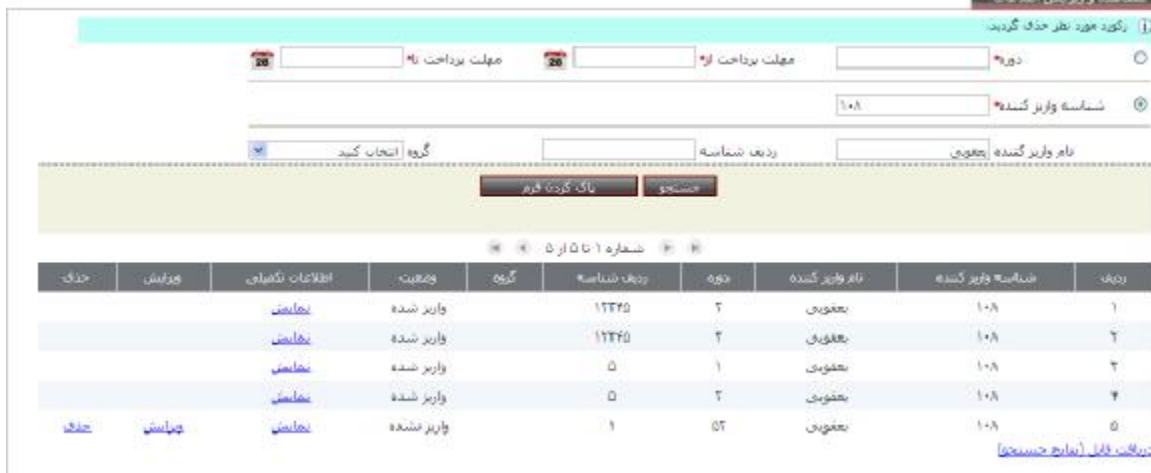 رکورد مورد نظر حذف گردید.
دوره* مهلت پرداخت از* مهلت پرداخت تا*
شناسه واریز کننده* ۱۰۸
نام واریز کننده یعقوبی ردیف شناسه گروه انتخاب کنید
جستجو پاک کردن فرم
شماره ۱ تا ۵ از ۵
ردیف شناسه واریز کننده نام واریز کننده دوره ردیف شناسه گروه وضعیت اطلاعات تکمیلی ویرایش حذف
۱ ۱۰۸ یعقوبی ۲ ۱۲۳۴۵ واریز شده نمایش
۲ ۱۰۸ یعقوبی ۱۲۳۴۵ واریز شده نمایش
۳ ۱۰۸ یعقوبی ۱ ۵ واریز شده نمایش
۴ ۱۰۸ یعقوبی ۲ ۵ واریز شده نمایش
۵ ۱۰۸ یعقوبی ۵۲ ۱ واریز نشده نمایش ویرایش حذف
دریافت فایل (نتایج جستجو)